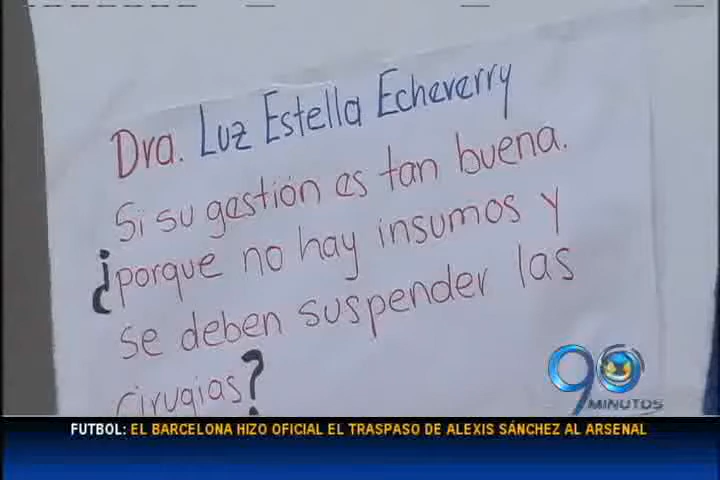 Dra. Luz Estella Echeverry
Si su gestión es tan buena.
¿porque no hay insumos y
se deben suspender las
cirugias?
90
MINUTOS
FUTBOL: EL BARCELONA HIZO OFICIAL EL TRASPASO DE ALEXIS SÁNCHEZ AL ARSENAL